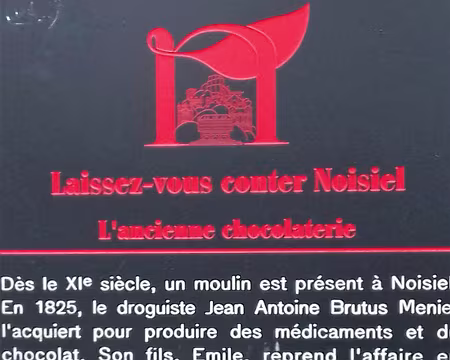 Laissez-vous conter Noisiel
L'ancienne chocolaterie
Dès le XIe siècle, un moulin est présent à Noisiel
En 1825, le droguiste Jean Antoine Brutus Menie
l'acquiert pour produire des médicaments et d
chocolat. Son fils, Emile, reprend l'affaire e